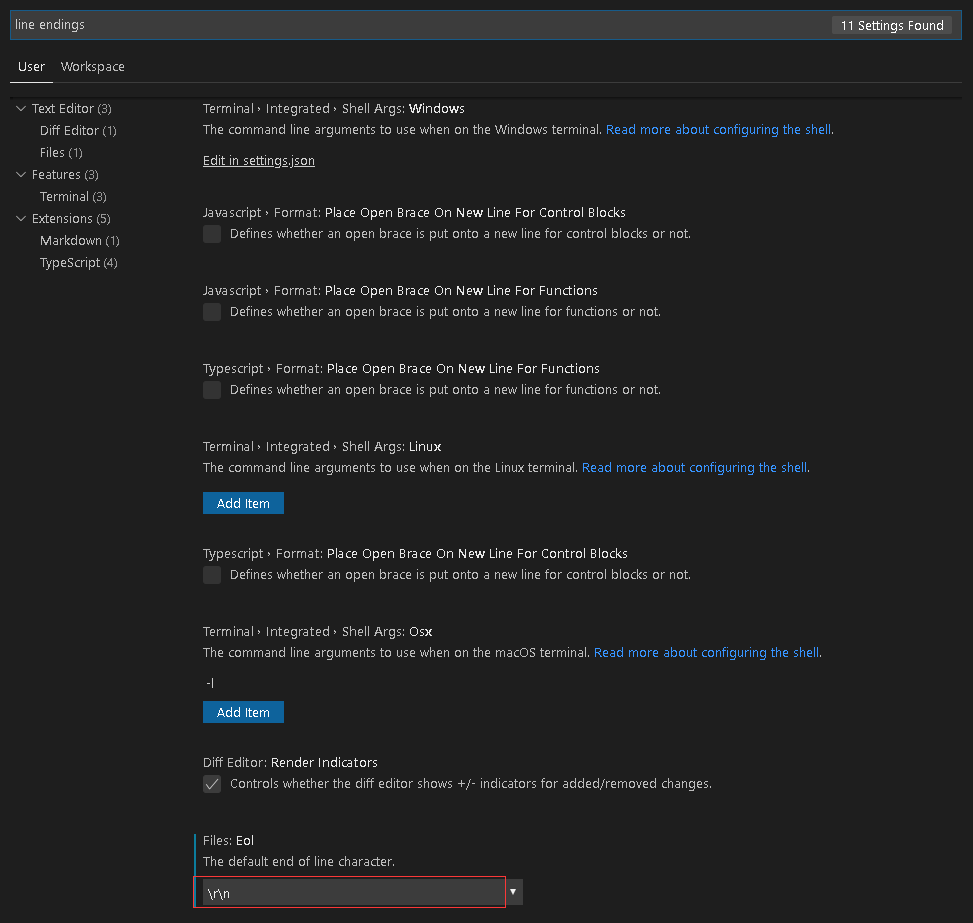 line endings
11 Settings Found
User Workspace
Text Editor (3)
Diff Editor (1)
Files (1)
Features (3)
Terminal (3)
Extensions (5)
Markdown (1)
TypeScript (4)
Terminal › Integrated › Shell Args: Windows
The command line arguments to use when on the Windows terminal. Read more about configuring the shell.
Edit in settings.json
Javascript › Format: Place Open Brace On New Line For Control Blocks
Defines whether an open brace is put onto a new line for control blocks or not.
Javascript › Format: Place Open Brace On New Line For Functions
Defines whether an open brace is put onto a new line for functions or not.
Typescript › Format: Place Open Brace On New Line For Functions
Defines whether an open brace is put onto a new line for functions or not.
Terminal › Integrated › Shell Args: Linux
The command line arguments to use when on the Linux terminal. Read more about configuring the shell.
Add Item
Typescript › Format: Place Open Brace On New Line For Control Blocks
Defines whether an open brace is put onto a new line for control blocks or not.
Terminal › Integrated › Shell Args: Osx
The command line arguments to use when on the macOS terminal. Read more about configuring the shell.
-l
Add Item
Diff Editor: Render Indicators
Controls whether the diff editor shows +/- indicators for added/removed changes.
Files: Eol
The default end of line character.
\r\n